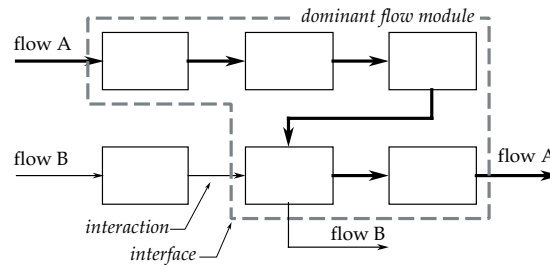 dominant flow module
flow A
flow B
flow A
interaction
flow B
interface